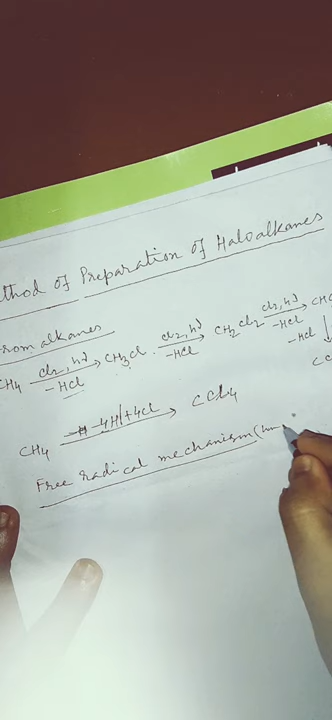 thod of Preparation of Haloalkanes
rom alkanes
CH4 Cl2, hν -HCl CH3Cl Cl2, hν -HCl CH2Cl2 Cl2, hν -HCl CHC
-HCl
CC
CH4 -4H/+4Cl CCl4
Free radical mechanism (